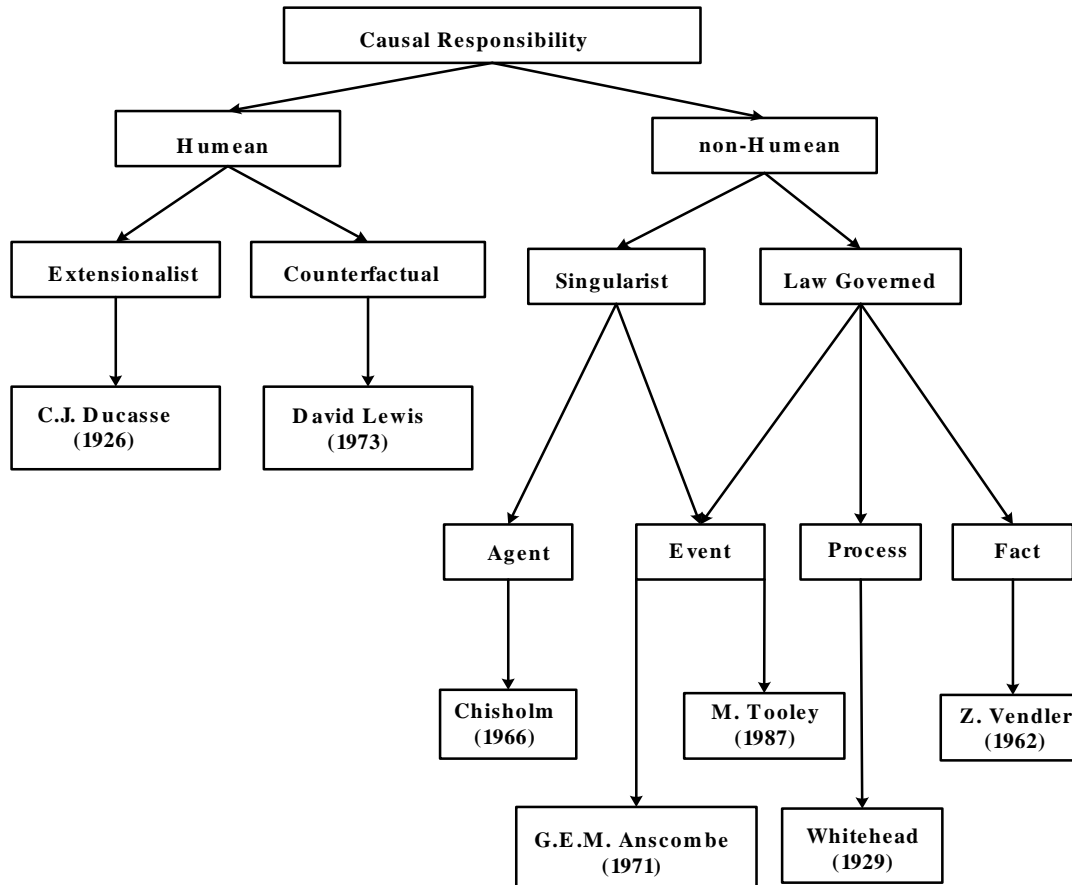 Causal Responsibility
Humean
non-Humean
Extensionalist
Counterfactual
Singularist
Law Governed
C.J. Ducasse
(1926)
David Lewis
(1973)
Agent
Event
Process
Fact
Chisholm
(1966)
M. Tooley
(1987)
Z. Vendler
(1962)
G.E.M. Anscombe
(1971)
Whitehead
(1929)